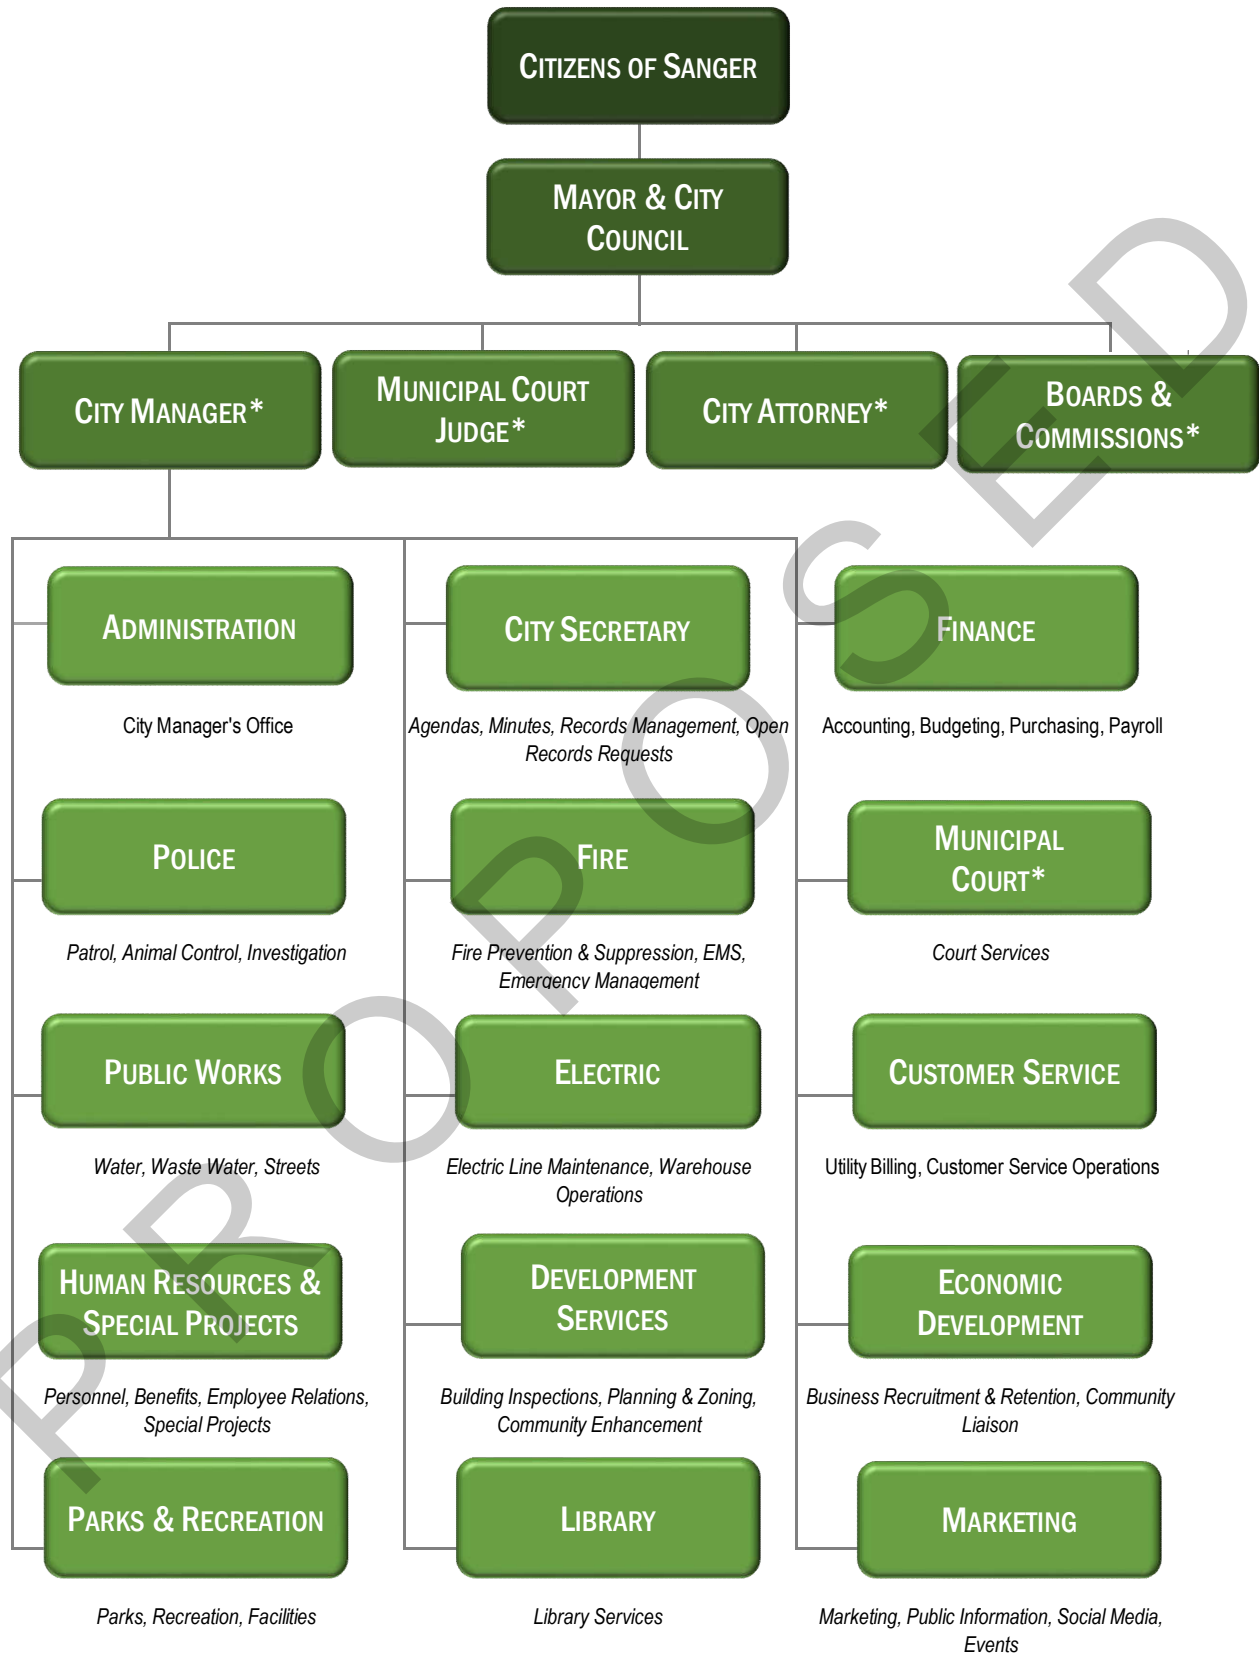 CITIZENS OF SANGER
MAYOR & CITY
COUNCIL
CITY MANAGER*
MUNICIPAL COURT
JUDGE*
CITY ATTORNEY*
BOARDS &
COMMISSIONS*
ADMINISTRATION
City Manager's Office
CITY SECRETARY
Agendas, Minutes, Records Management, Open
Records Requests
FINANCE
Accounting, Budgeting, Purchasing, Payroll
POLICE
Patrol, Animal Control, Investigation
FIRE
Fire Prevention & Suppression, EMS,
Emergency Management
MUNICIPAL
COURT*
Court Services
PUBLIC WORKS
Water, Waste Water, Streets
ELECTRIC
Electric Line Maintenance, Warehouse
Operations
CUSTOMER SERVICE
Utility Billing, Customer Service Operations
HUMAN RESOURCES &
SPECIAL PROJECTS
Personnel, Benefits, Employee Relations,
Special Projects
DEVELOPMENT
SERVICES
Building Inspections, Planning & Zoning,
Community Enhancement
ECONOMIC
DEVELOPMENT
Business Recruitment & Retention, Community
Liaison
PARKS & RECREATION
Parks, Recreation, Facilities
LIBRARY
Library Services
MARKETING
Marketing, Public Information, Social Media,
Events
PROPOSED